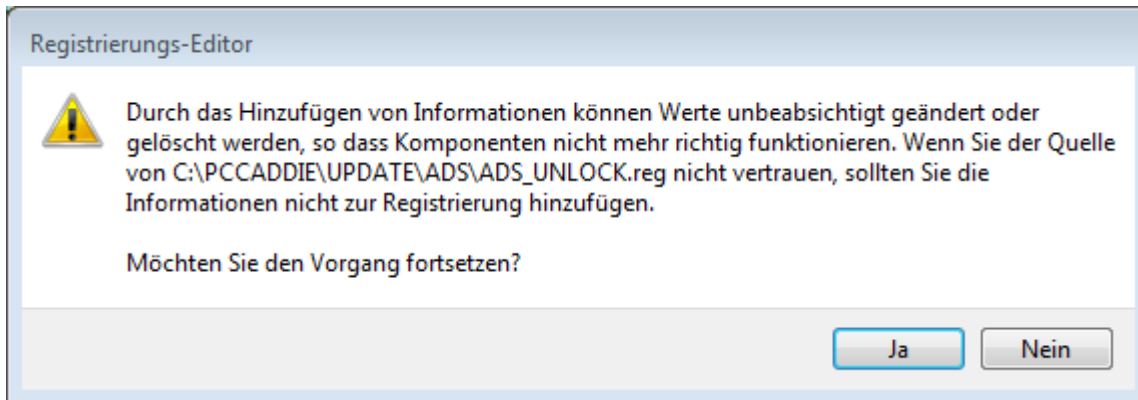 Registrierungs-Editor
Durch das Hinzufügen von Informationen können Werte unbeabsichtigt geändert oder
gelöscht werden, so dass Komponenten nicht mehr richtig funktionieren. Wenn Sie der Quelle
von C:\PCCADDIE\UPDATE\ADS\ADS_UNLOCK.reg nicht vertrauen, sollten Sie die
Informationen nicht zur Registrierung hinzufügen.
Möchten Sie den Vorgang fortsetzen?
Ja
Nein